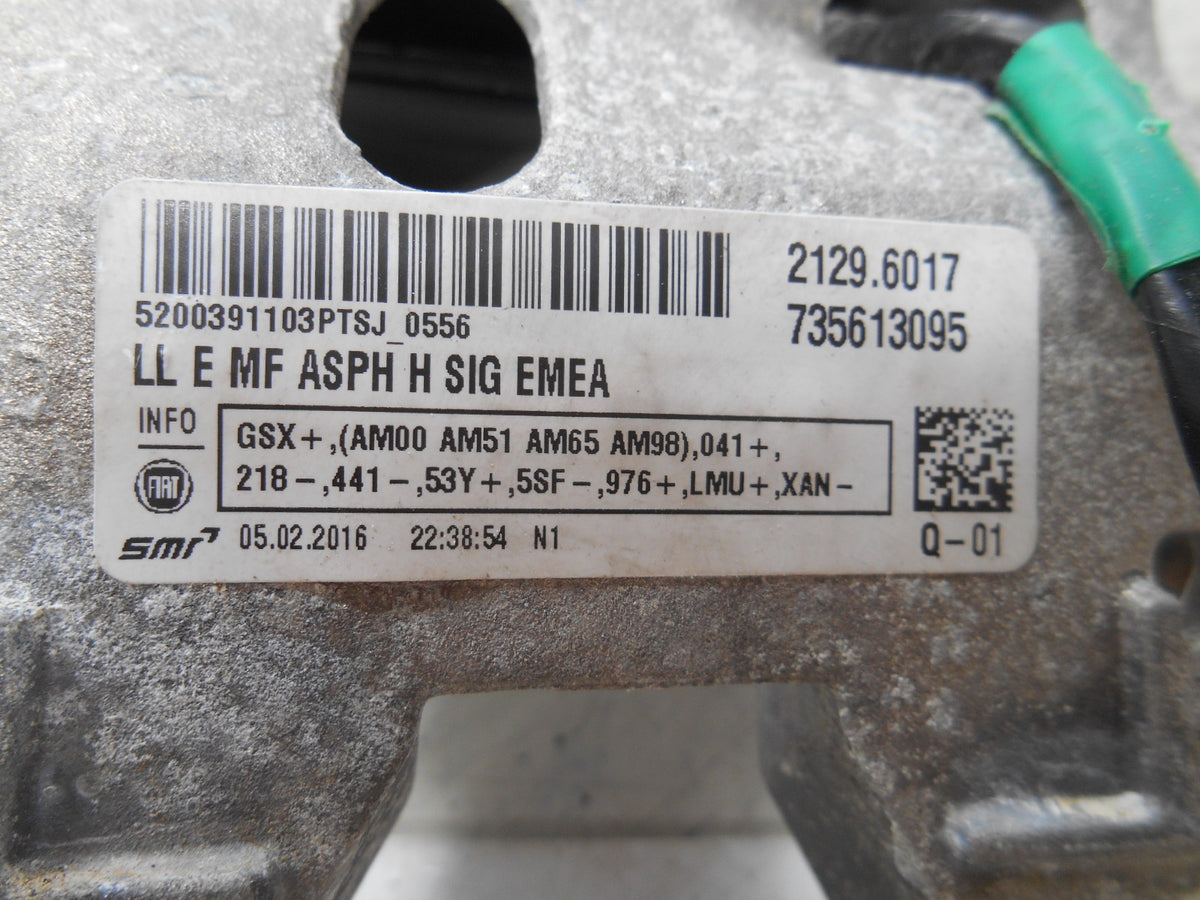 2129.6017
735613095
5200391103PTSJ_0556
LL E MF ASPH H SIG EMEA
INFO
GSX+,(AM00 AM51 AM65 AM98),041+,
218-,441-,53Y+,5SF-,976+,LMU+,XAN-
FIAT
smr 05.02.2016 22:38:54 N1
Q-01